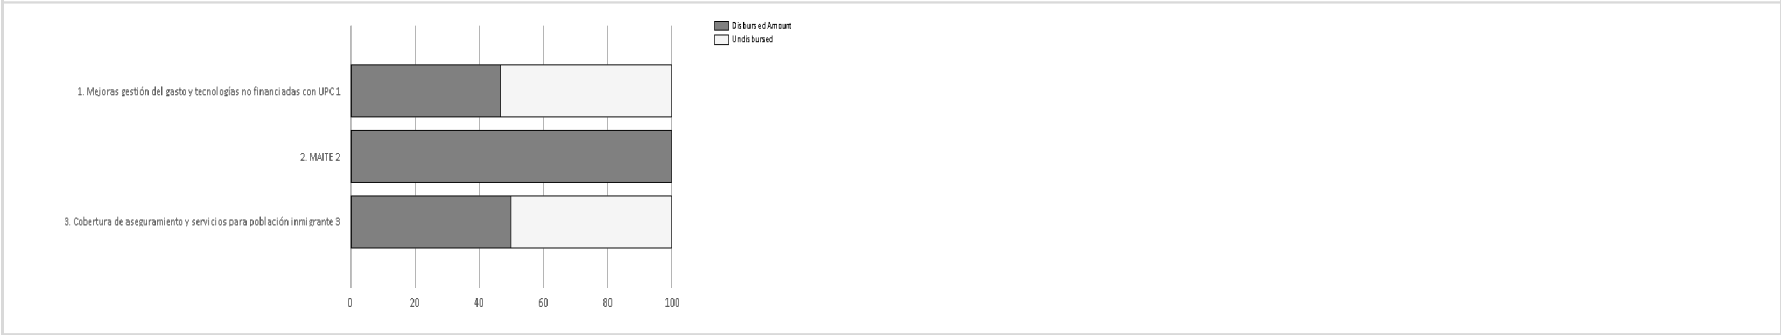 Disbursed Amount
Undisbursed
1. Mejoras gestión del gasto y tecnologías no financiadas con UPC 1
2. MAITE 2
3. Cobertura de aseguramiento y servicios para población inmigrante 3
0 20 40 60 80 100